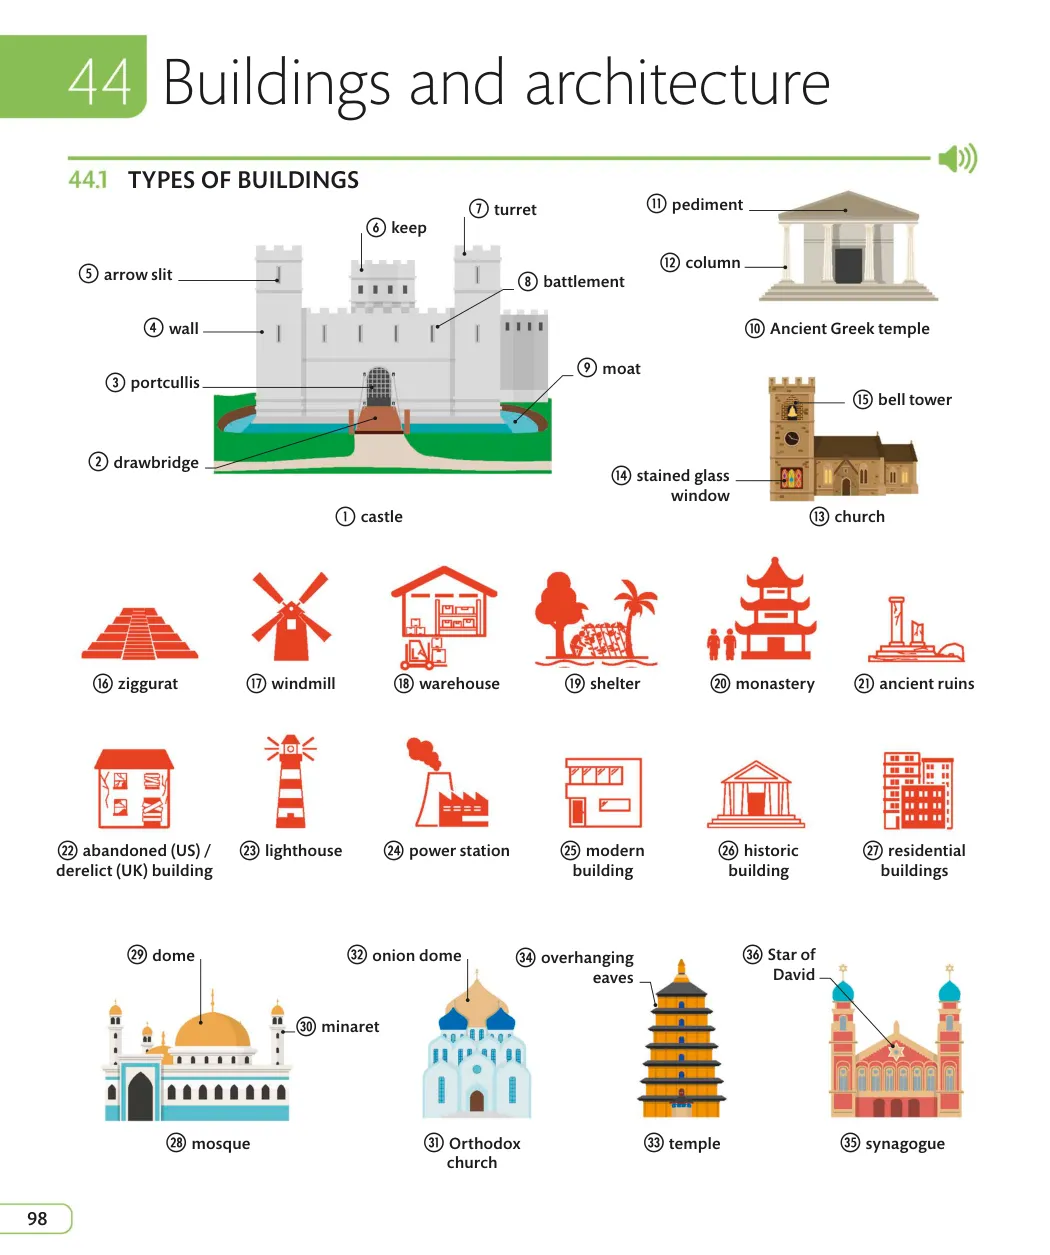 44 Buildings and architecture
44.1 TYPES OF BUILDINGS
⑦ turret
⑥ keep
⑤ arrow slit
⑧ battlement
④ wall
⑨ moat
③ portcullis
② drawbridge
① castle
⑪ pediment
⑫ column
⑩ Ancient Greek temple
⑮ bell tower
⑭ stained glass
window
⑬ church
⑯ ziggurat
⑰ windmill
⑱ warehouse
⑲ shelter
⑳ monastery
㉑ ancient ruins
㉒ abandoned (US) /
derelict (UK) building
㉓ lighthouse
㉔ power station
㉕ modern
building
㉖ historic
building
㉗ residential
buildings
㉙ dome
㉚ minaret
㉘ mosque
㉜ onion dome
㉛ Orthodox
church
㉞ overhanging
eaves
㉝ temple
㊱ Star of
David
㉟ synagogue
98